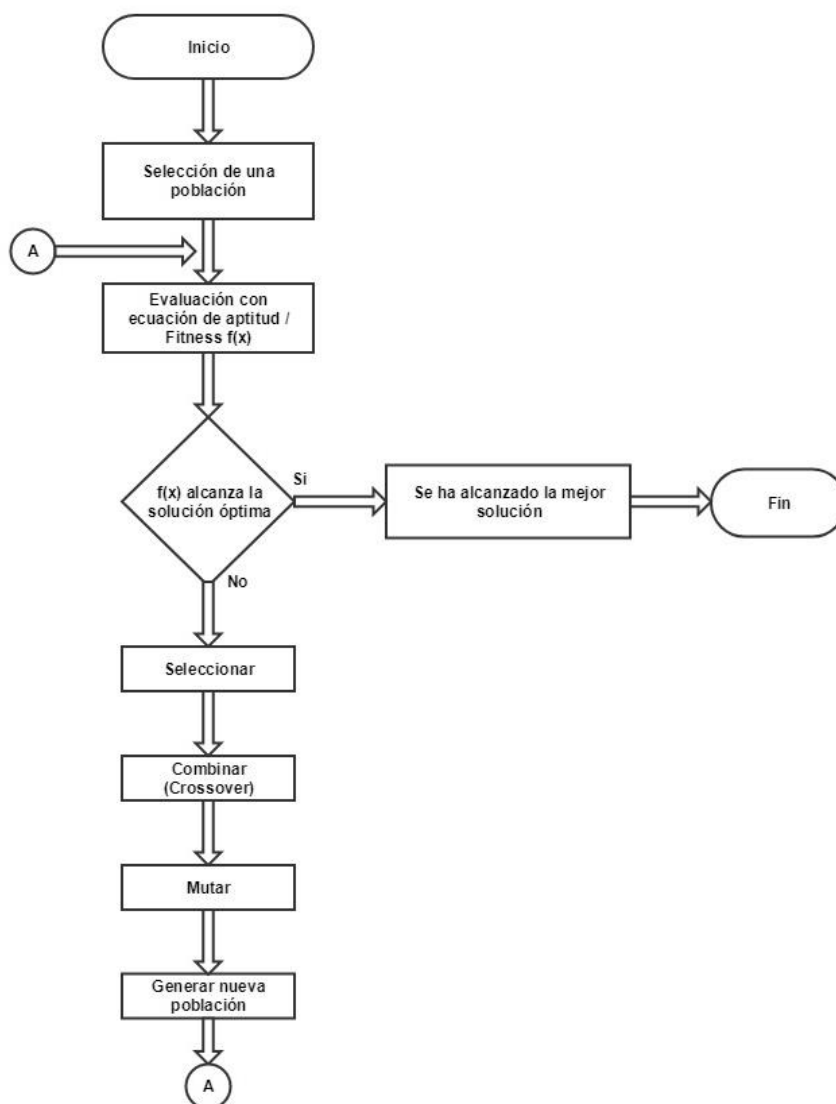 Inicio
Selección de una
población
A
Evaluación con
ecuación de aptitud /
Fitness f(x)
f(x) alcanza la
solución óptima
Si
Se ha alcanzado la mejor
solución
Fin
No
Seleccionar
Combinar
(Crossover)
Mutar
Generar nueva
población
A